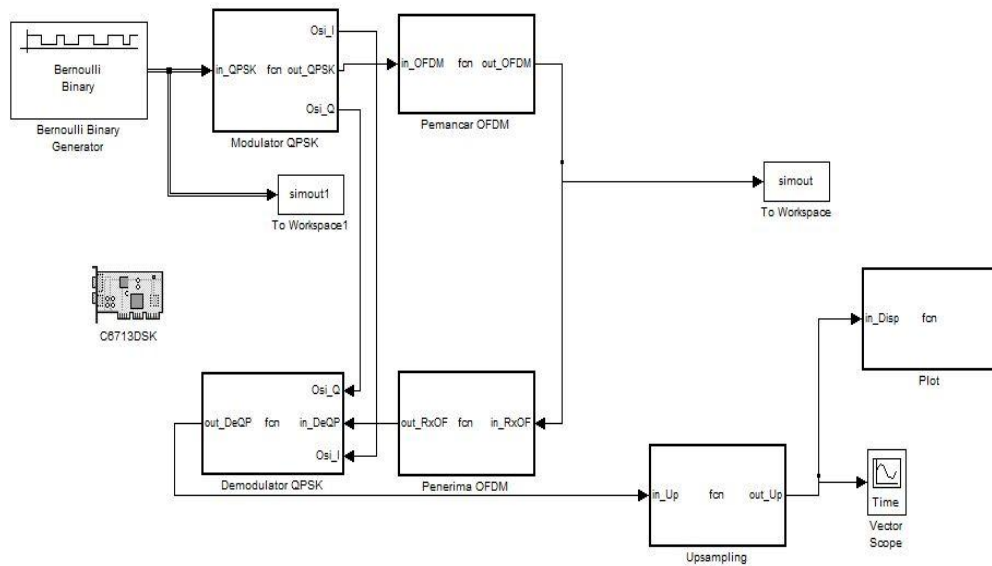 Bernoulli
Binary
Bernoulli Binary
Generator
in_QPSK fcn out_QPSK
Osi_I
Osi_Q
Modulator QPSK
in_OFDM fcn out_OFDM
Pemancar OFDM
simout1
To Workspace1
simout
To Workspace
C6713DSK
in_Disp fcn
Plot
Osi_Q
out_DeQP fcn in_DeQP
Osi_I
Demodulator QPSK
out_RxOF fcn in_RxOF
Penerima OFDM
in_Up fcn out_Up
Upsampling
Time
Vector
Scope